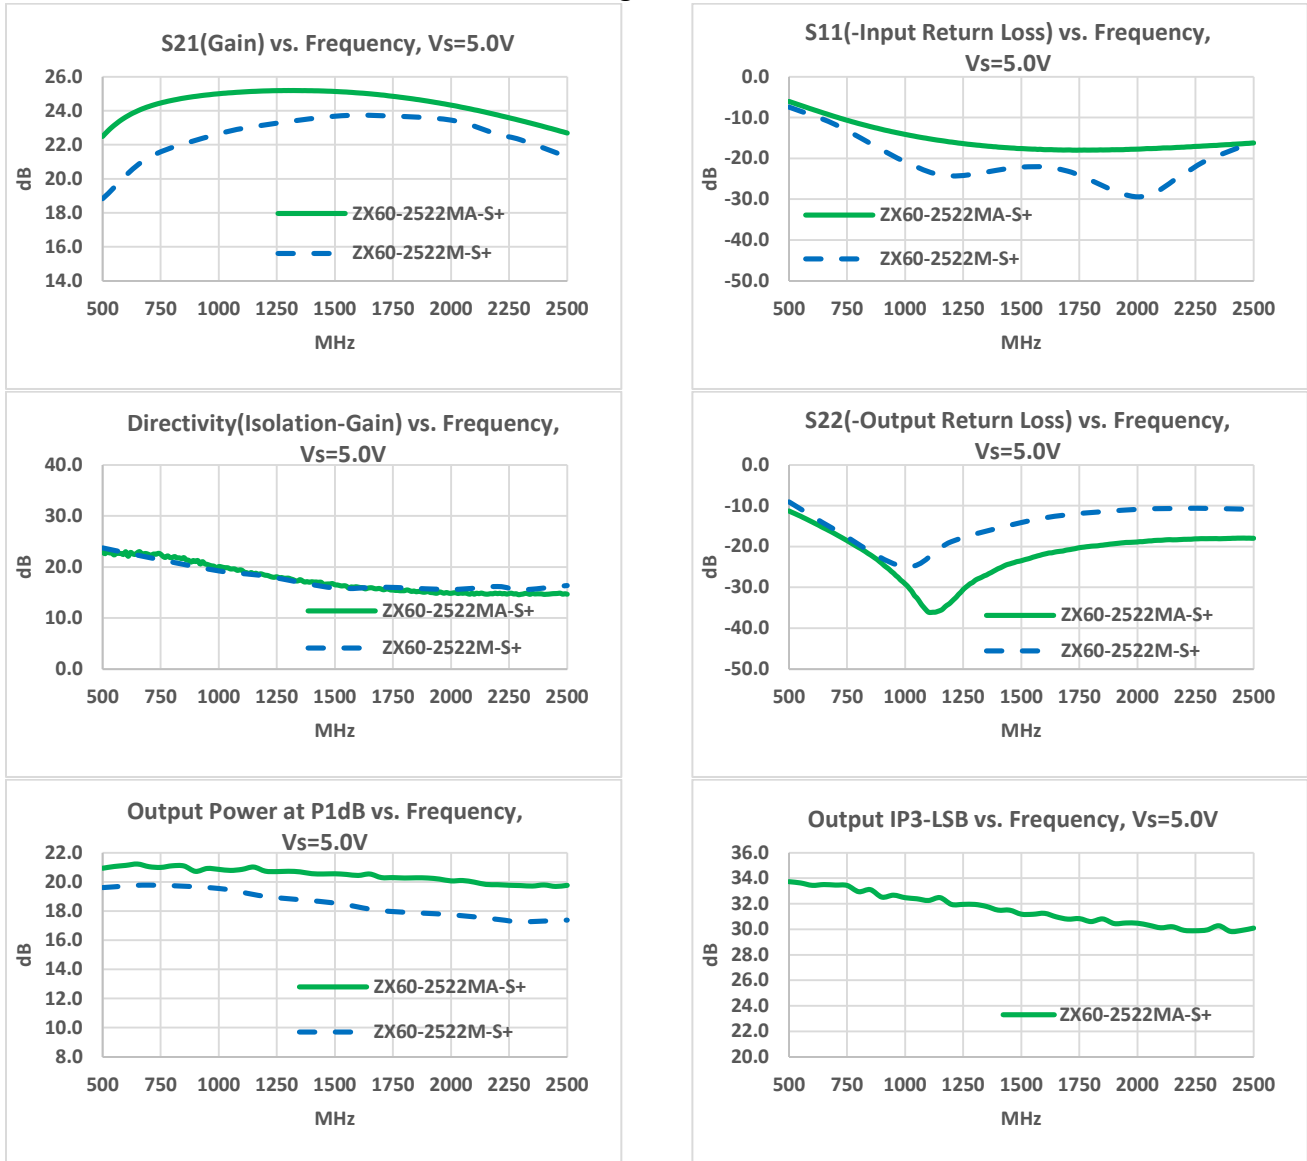 S21(Gain) vs. Frequency, Vs=5.0V
26.0
24.0
22.0
20.0
18.0
16.0
14.0
dB
ZX60-2522MA-S+
ZX60-2522M-S+
500 750 1000 1250 1500 1750 2000 2250 2500
MHz
S11(-Input Return Loss) vs. Frequency,
Vs=5.0V
0.0
-10.0
-20.0
-30.0
-40.0
-50.0
dB
ZX60-2522MA-S+
ZX60-2522M-S+
500 750 1000 1250 1500 1750 2000 2250 2500
MHz
Directivity(Isolation-Gain) vs. Frequency,
Vs=5.0V
40.0
30.0
20.0
10.0
0.0
dB
ZX60-2522MA-S+
ZX60-2522M-S+
500 750 1000 1250 1500 1750 2000 2250 2500
MHz
S22(-Output Return Loss) vs. Frequency,
Vs=5.0V
0.0
-10.0
-20.0
-30.0
-40.0
-50.0
dB
ZX60-2522MA-S+
ZX60-2522M-S+
500 750 1000 1250 1500 1750 2000 2250 2500
MHz
Output Power at P1dB vs. Frequency,
Vs=5.0V
22.0
20.0
18.0
16.0
14.0
12.0
10.0
8.0
dB
ZX60-2522MA-S+
ZX60-2522M-S+
500 750 1000 1250 1500 1750 2000 2250 2500
MHz
Output IP3-LSB vs. Frequency, Vs=5.0V
36.0
34.0
32.0
30.0
28.0
26.0
24.0
22.0
20.0
dB
ZX60-2522MA-S+
500 750 1000 1250 1500 1750 2000 2250 2500
MHz